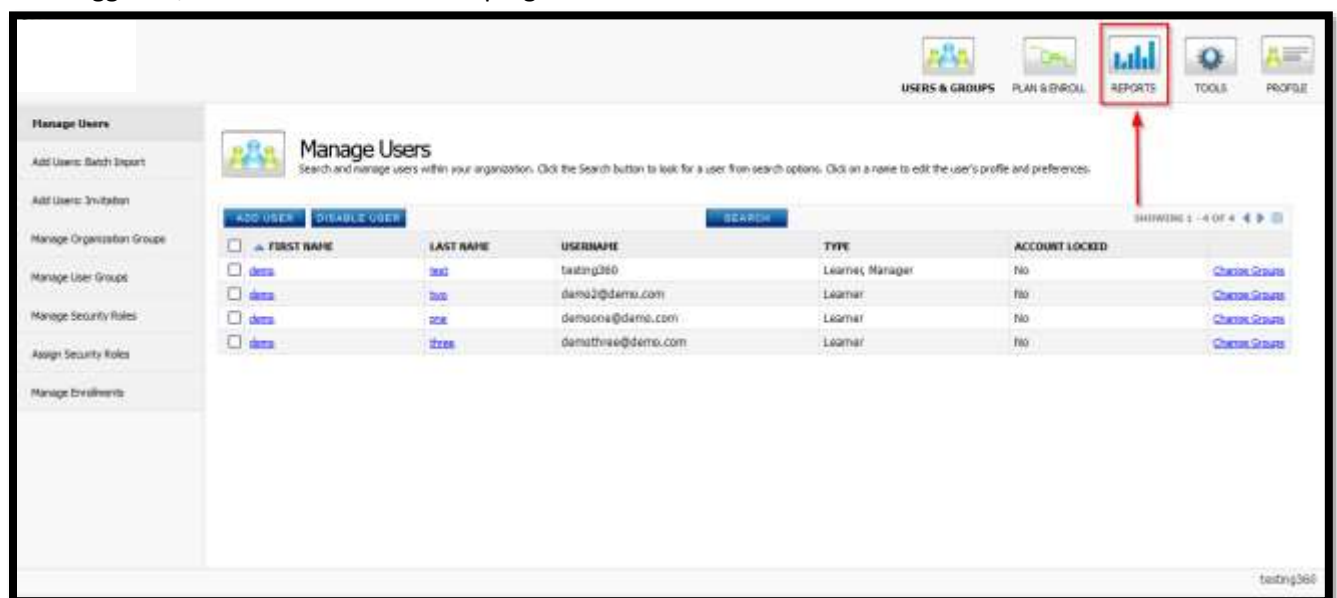 USERS & GROUPS
PLAN & ENROLL
REPORTS
TOOLS
PROFILE
Manage Users
Add Users: Batch Import
Add Users: Invitation
Manage Organization Groups
Manage User Groups
Manage Security Roles
Assign Security Roles
Manage Enrollments
Manage Users
Search and manage users within your organization. Click the Search button to look for a user from search options. Click on a name to edit the user's profile and preferences.
ADD USER DISABLE USER SEARCH SHOWING 1 - 4 OF 4
FIRST NAME LAST NAME USERNAME TYPE ACCOUNT LOCKED
demo test testing360 Learner, Manager No Change Groups
demo two demo2@demo.com Learner No Change Groups
demo one demoone@demo.com Learner No Change Groups
demo three demothree@demo.com Learner No Change Groups
testing360